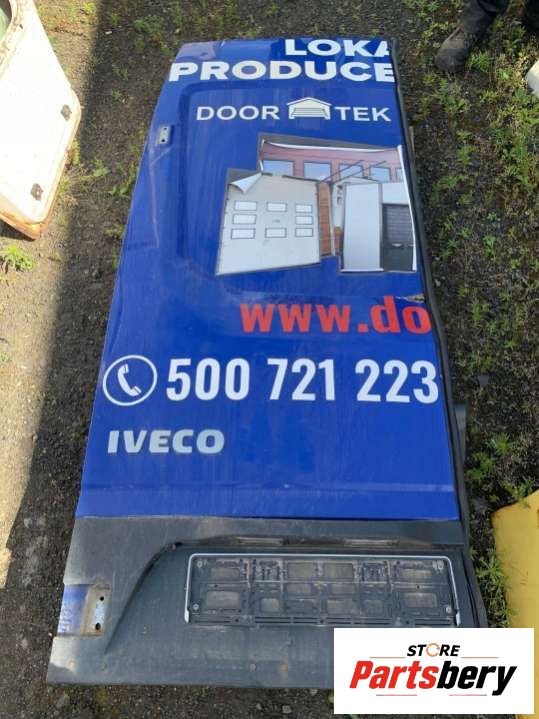 LOKA
PRODUCE
DOOR TEK
www.do
500 721 223
IVECO
STORE
Partsbery